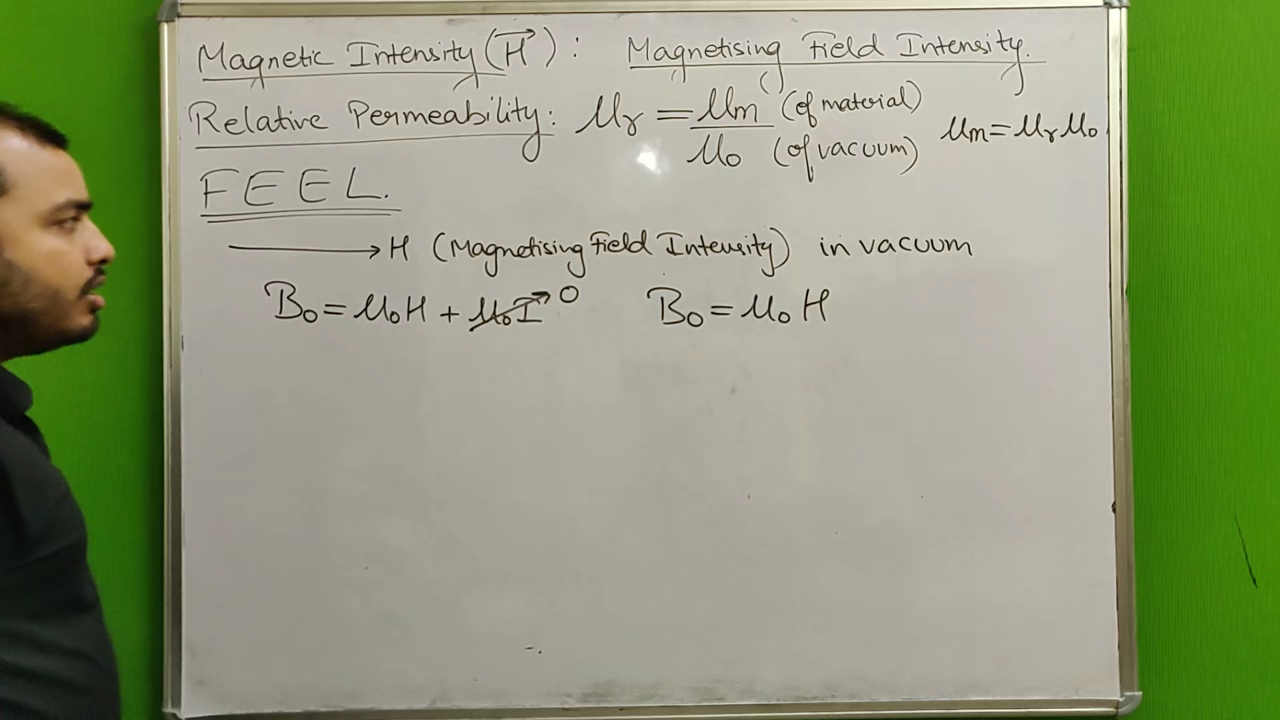 Magnetic Intensity (H⃗) : Magnetising Field Intensity.
Relative Permeability: μr = μm (of material) / μ0 (of vacuum) μm = μr μ0
FEEL.
→ H (Magnetising Field Intensity) in vacuum
B0 = μ0H + μ0I → 0 B0 = μ0 H